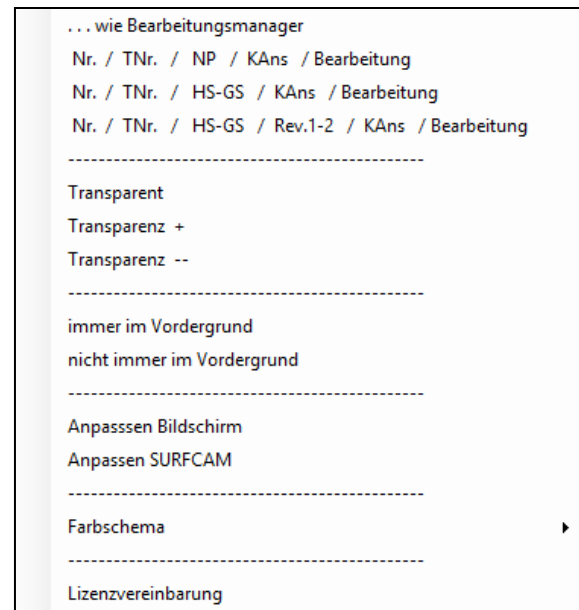 . . . wie Bearbeitungsmanager
Nr. / TNr. / NP / KAns / Bearbeitung
Nr. / TNr. / HS-GS / KAns / Bearbeitung
Nr. / TNr. / HS-GS / Rev.1-2 / KAns / Bearbeitung
-----------------------------------------------
Transparent
Transparenz +
Transparenz --
-----------------------------------------------
immer im Vordergrund
nicht immer im Vordergrund
-----------------------------------------------
Anpasssen Bildschirm
Anpassen SURFCAM
-----------------------------------------------
Farbschema
-----------------------------------------------
Lizenzvereinbarung